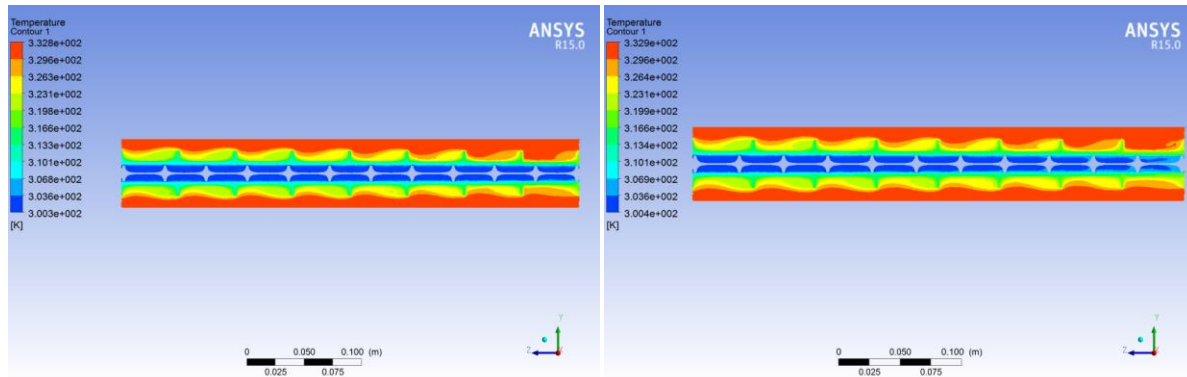 Temperature
Contour 1
3.328e+002
3.296e+002
3.263e+002
3.231e+002
3.198e+002
3.166e+002
3.133e+002
3.101e+002
3.068e+002
3.036e+002
3.003e+002
[K]
ANSYS
R15.0
0 0.050 0.100 (m)
0.025 0.075
Y
Z
X
Temperature
Contour 1
3.329e+002
3.296e+002
3.264e+002
3.231e+002
3.199e+002
3.166e+002
3.134e+002
3.101e+002
3.069e+002
3.036e+002
3.004e+002
[K]
ANSYS
R15.0
0 0.050 0.100 (m)
0.025 0.075
Y
Z
X